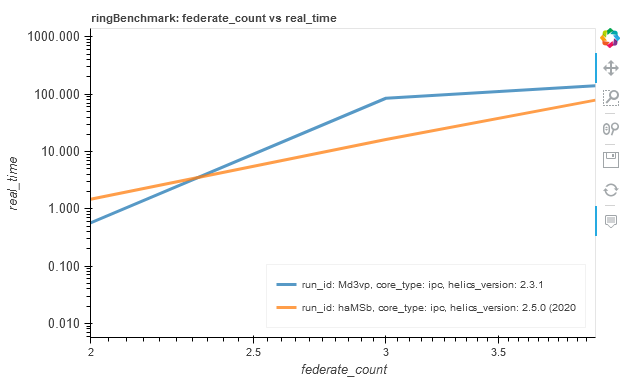 ringBenchmark: federate_count vs real_time
1000.000
100.000
10.000
1.000
0.100
0.010
real_time
2
2.5
3
3.5
federate_count
run_id: Md3vp, core_type: ipc, helics_version: 2.3.1
run_id: haMSb, core_type: ipc, helics_version: 2.5.0 (2020